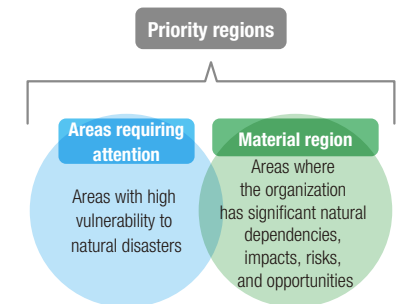 Priority regions
Areas requiring
attention
Areas with high
vulnerability to
natural disasters
Material region
Areas where
the organization
has significant natural
dependencies,
impacts, risks,
and opportunities